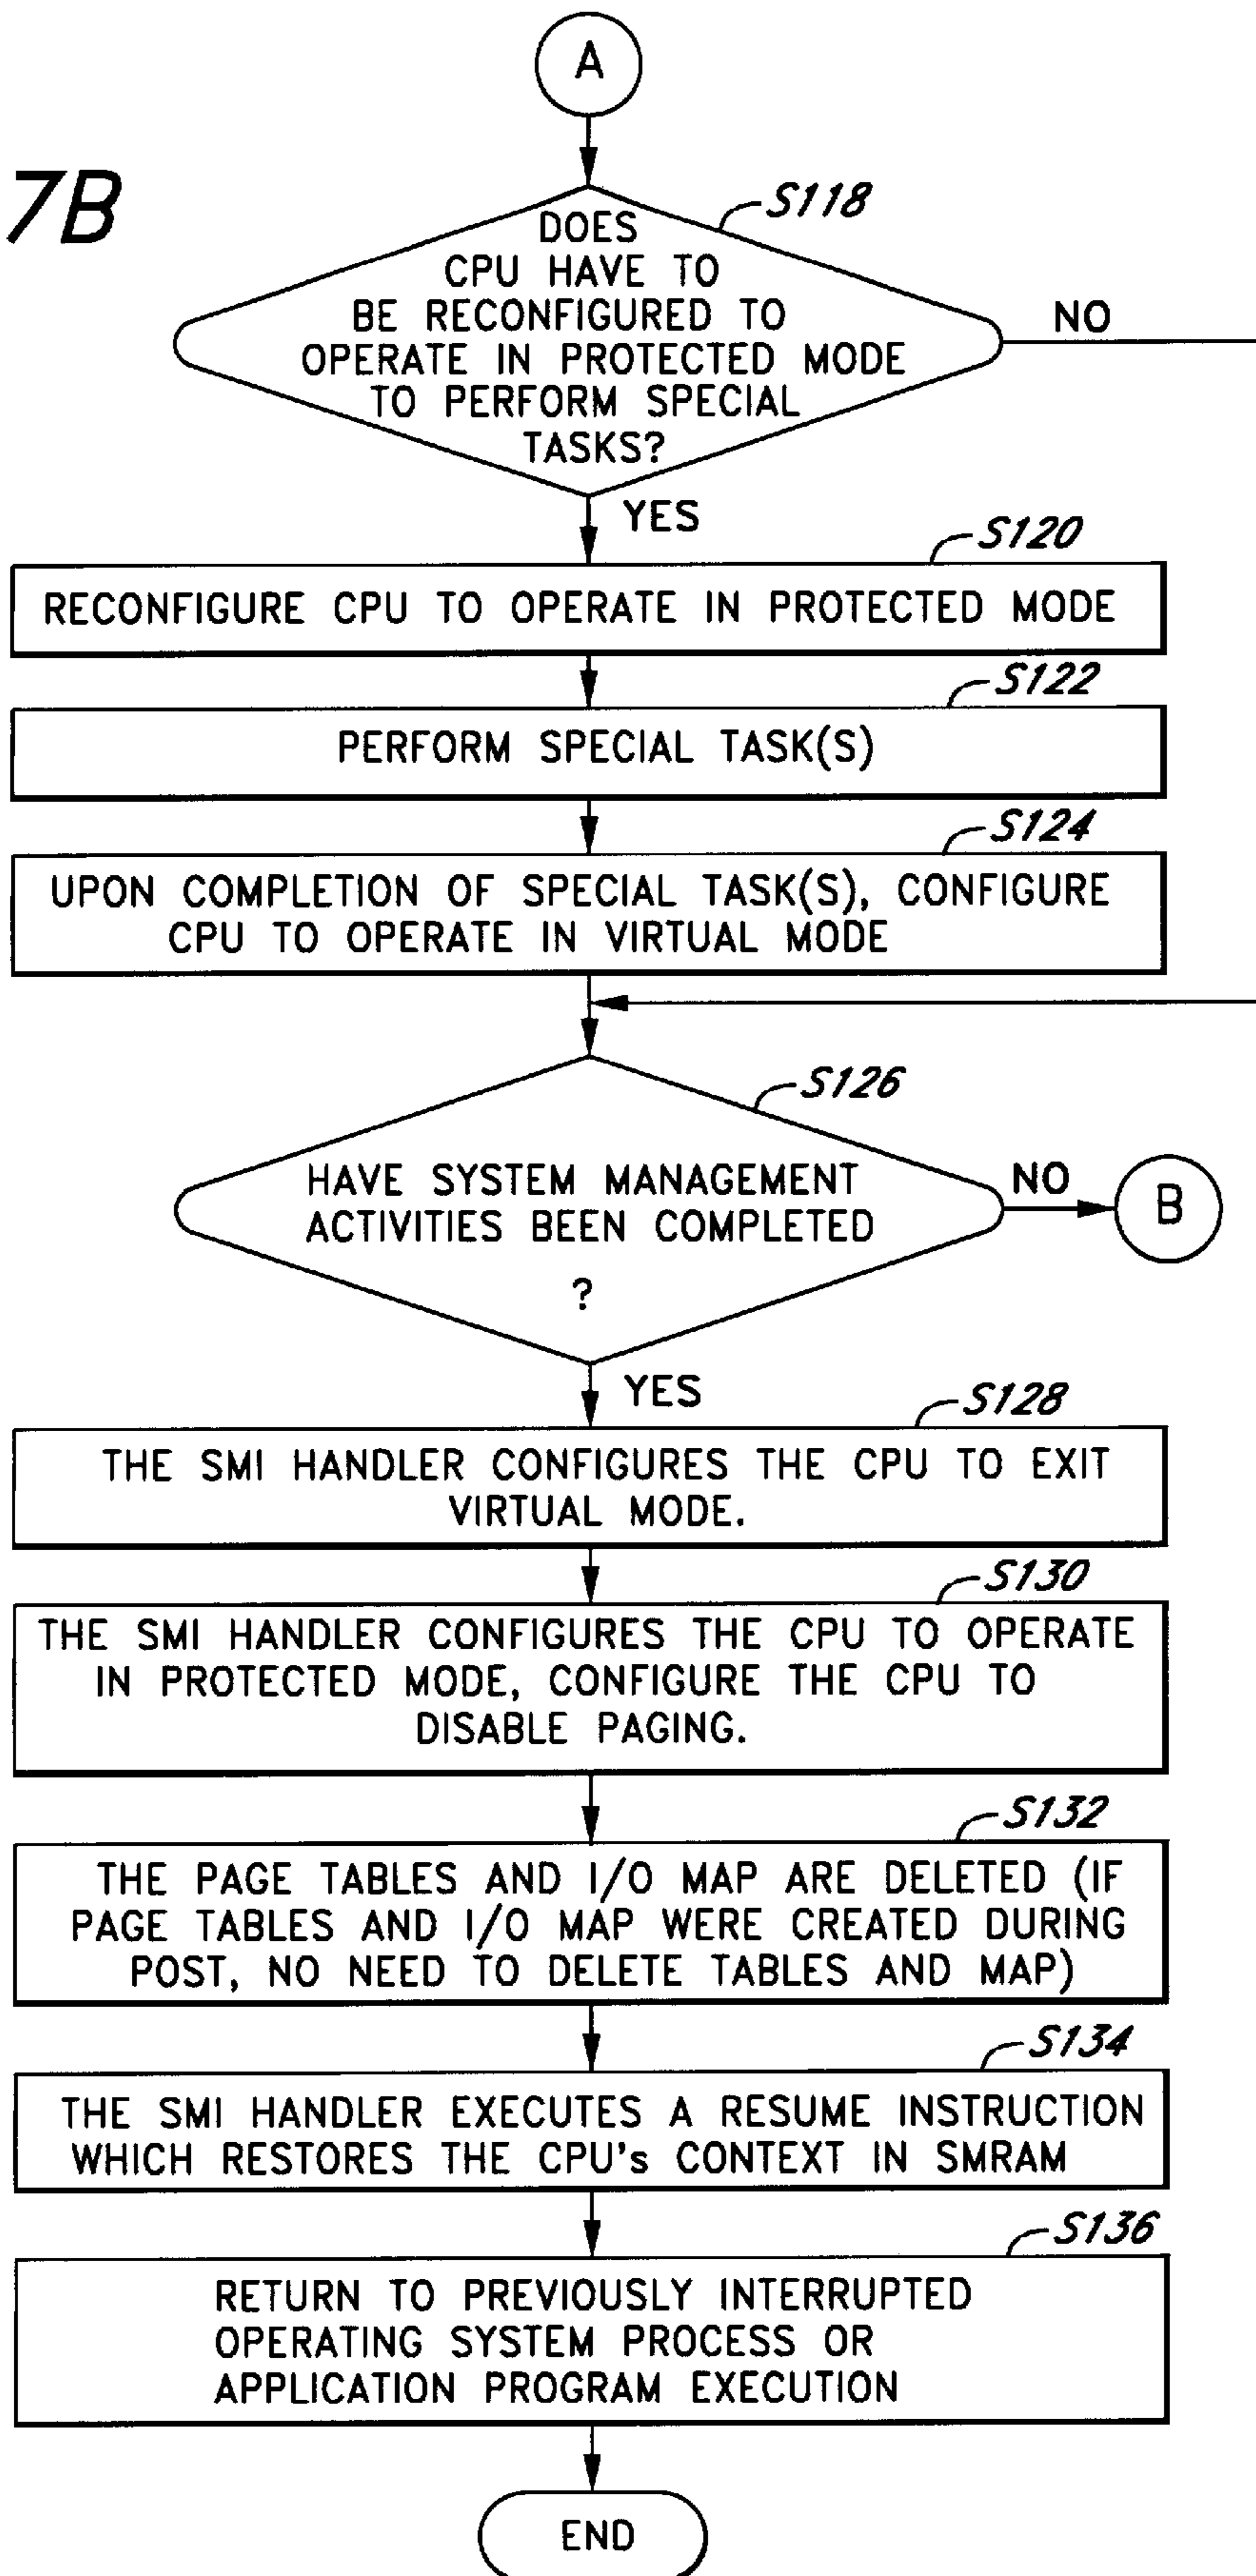 A
7B
S118
DOES
CPU HAVE TO
BE RECONFIGURED TO
OPERATE IN PROTECTED MODE
TO PERFORM SPECIAL
TASKS?
NO
YES
S120
RECONFIGURE CPU TO OPERATE IN PROTECTED MODE
S122
PERFORM SPECIAL TASK(S)
S124
UPON COMPLETION OF SPECIAL TASK(S), CONFIGURE
CPU TO OPERATE IN VIRTUAL MODE
S126
HAVE SYSTEM MANAGEMENT
ACTIVITIES BEEN COMPLETED
?
NO
B
YES
S128
THE SMI HANDLER CONFIGURES THE CPU TO EXIT
VIRTUAL MODE.
S130
THE SMI HANDLER CONFIGURES THE CPU TO OPERATE
IN PROTECTED MODE, CONFIGURE THE CPU TO
DISABLE PAGING.
S132
THE PAGE TABLES AND I/O MAP ARE DELETED (IF
PAGE TABLES AND I/O MAP WERE CREATED DURING
POST, NO NEED TO DELETE TABLES AND MAP)
S134
THE SMI HANDLER EXECUTES A RESUME INSTRUCTION
WHICH RESTORES THE CPU's CONTEXT IN SMRAM
S136
RETURN TO PREVIOUSLY INTERRUPTED
OPERATING SYSTEM PROCESS OR
APPLICATION PROGRAM EXECUTION
END